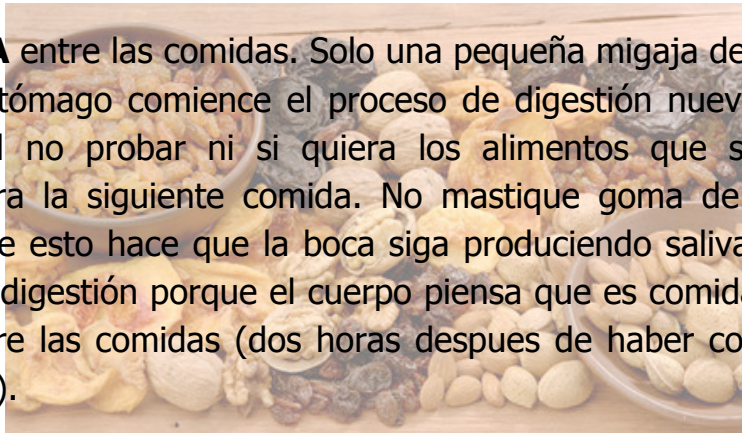 A entre las comidas. Solo una pequeña migaja de
tómago comience el proceso de digestión nuev
no probar ni si quiera los alimentos que s
ra la siguiente comida. No mastique goma de
e esto hace que la boca siga produciendo saliva
digestión porque el cuerpo piensa que es comida
re las comidas (dos horas despues de haber co
).